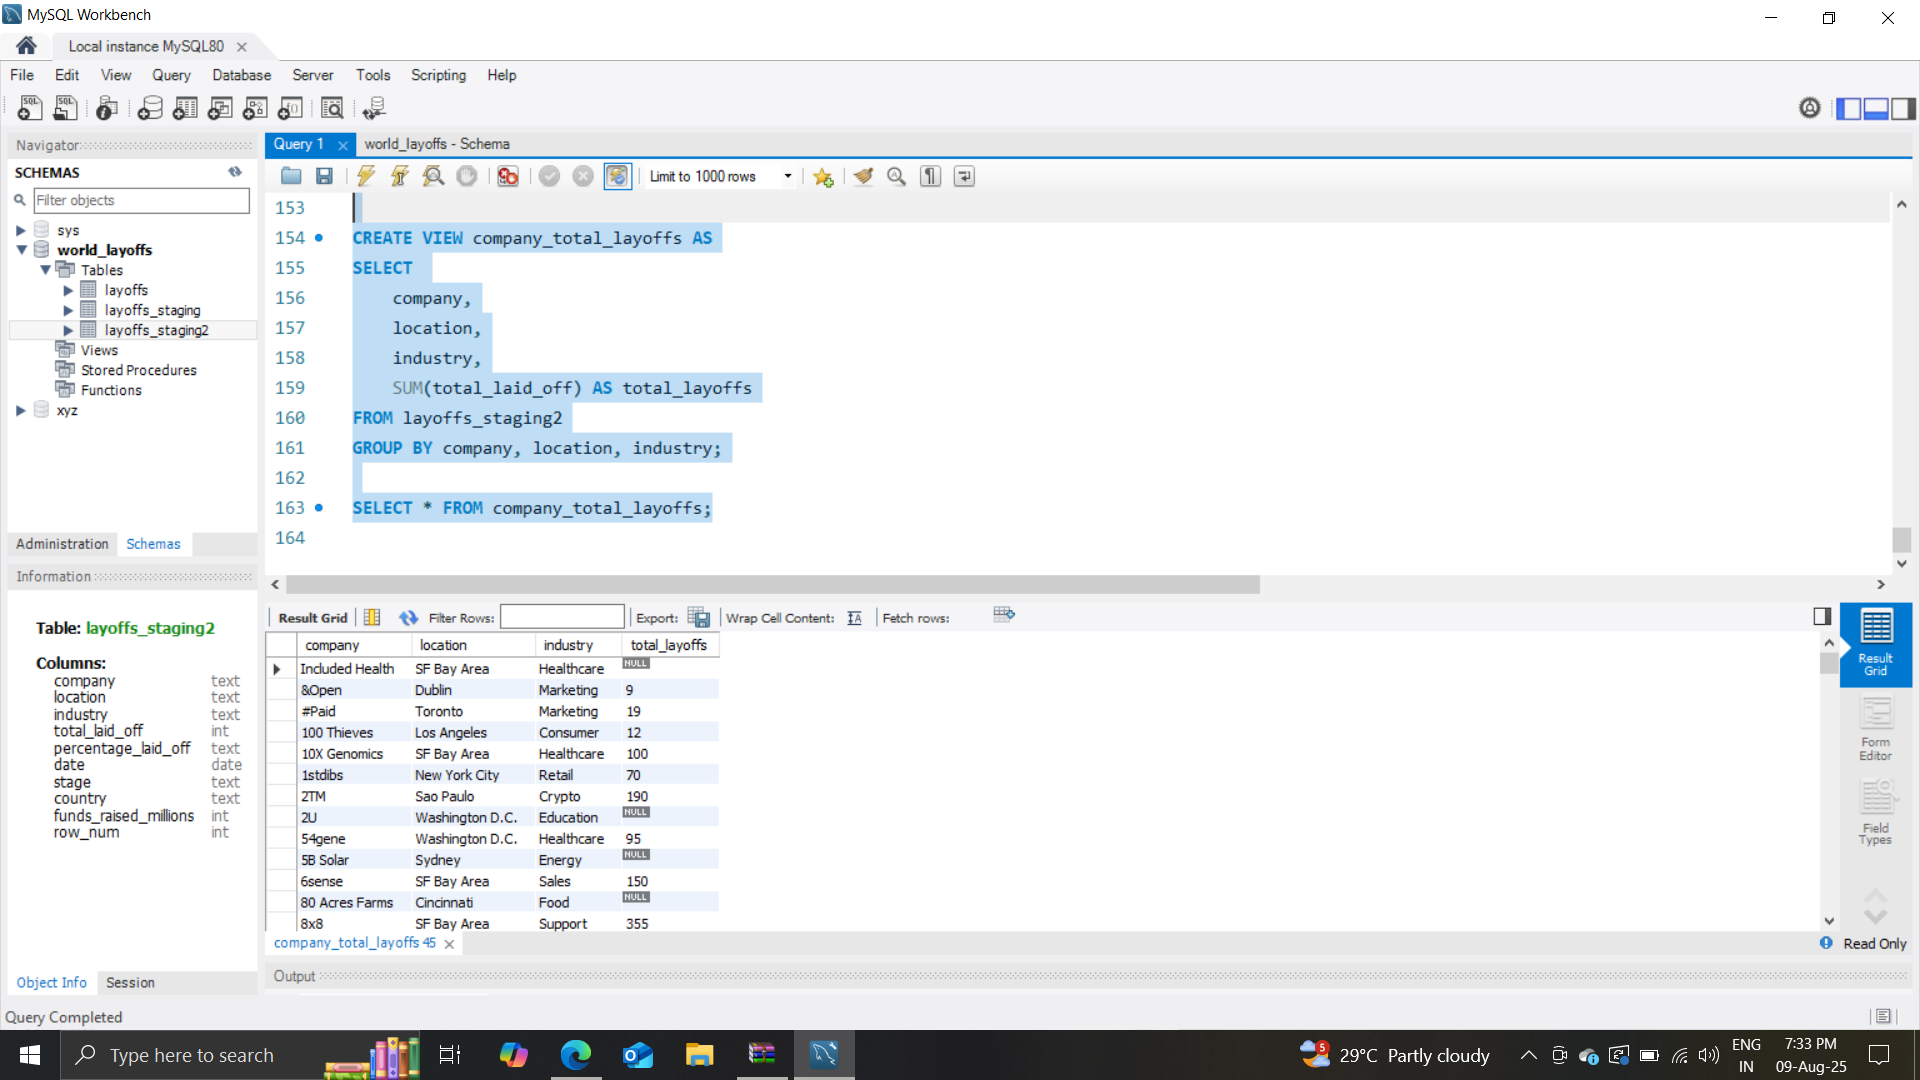 MySQL Workbench
Local instance MySQL80
File Edit View Query Database Server Tools Scripting Help
Navigator
SCHEMAS
Filter objects
sys
world_layoffs
Tables
layoffs
layoffs_staging
layoffs_staging2
Views
Stored Procedures
Functions
xyz
Administration Schemas
Information
Table: layoffs_staging2
Columns:
company text
location text
industry text
total_laid_off int
percentage_laid_off text
date date
stage text
country text
funds_raised_millions int
row_num int
Object Info Session
Query 1 world_layoffs - Schema
Limit to 1000 rows
153
154 CREATE VIEW company_total_layoffs AS
155 SELECT
156 company,
157 location,
158 industry,
159 SUM(total_laid_off) AS total_layoffs
160 FROM layoffs_staging2
161 GROUP BY company, location, industry;
162
163 SELECT * FROM company_total_layoffs;
164
Result Grid Filter Rows: Export: Wrap Cell Content: Fetch rows:
company location industry total_layoffs
Included Health SF Bay Area Healthcare NULL
&Open Dublin Marketing 9
#Paid Toronto Marketing 19
100 Thieves Los Angeles Consumer 12
10X Genomics SF Bay Area Healthcare 100
1stdibs New York City Retail 70
2TM Sao Paulo Crypto 190
2U Washington D.C. Education NULL
54gene Washington D.C. Healthcare 95
5B Solar Sydney Energy NULL
6sense SF Bay Area Sales 150
80 Acres Farms Cincinnati Food NULL
8x8 SF Bay Area Support 355
Result Grid
Form Editor
Field Types
company_total_layoffs 45
Read Only
Output
Query Completed
Type here to search
5
29°C Partly cloudy
ENG IN
7:33 PM
09-Aug-25